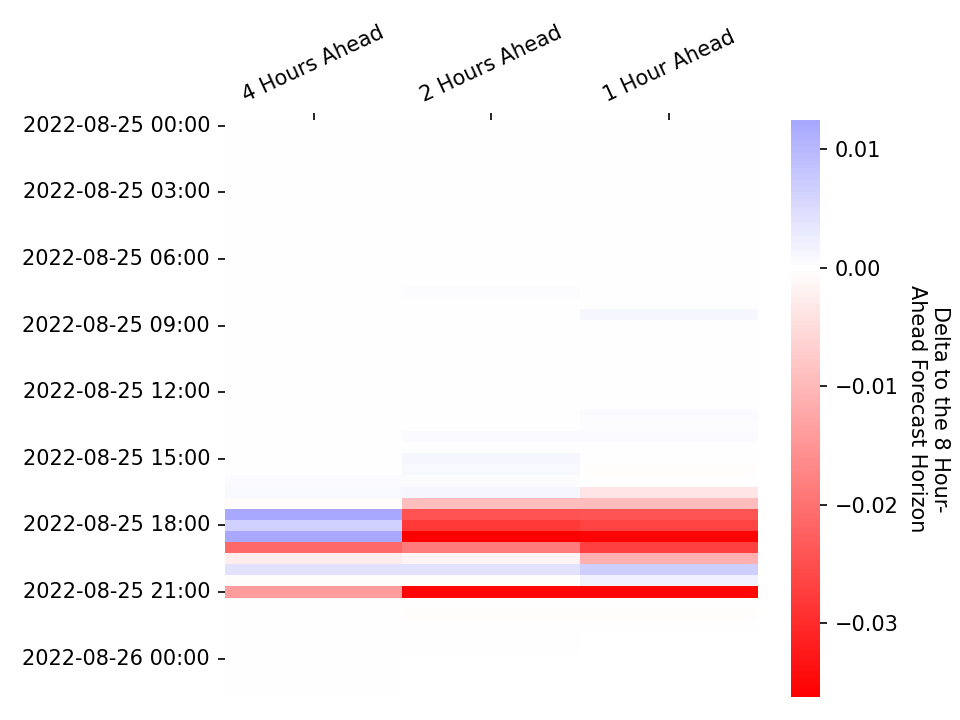 4 Hours Ahead
2 Hours Ahead
1 Hour Ahead
2022-08-25 00:00
2022-08-25 03:00
2022-08-25 06:00
2022-08-25 09:00
2022-08-25 12:00
2022-08-25 15:00
2022-08-25 18:00
2022-08-25 21:00
2022-08-26 00:00
0.01
0.00
−0.01
−0.02
−0.03
Delta to the 8 Hour-
Ahead Forecast Horizon